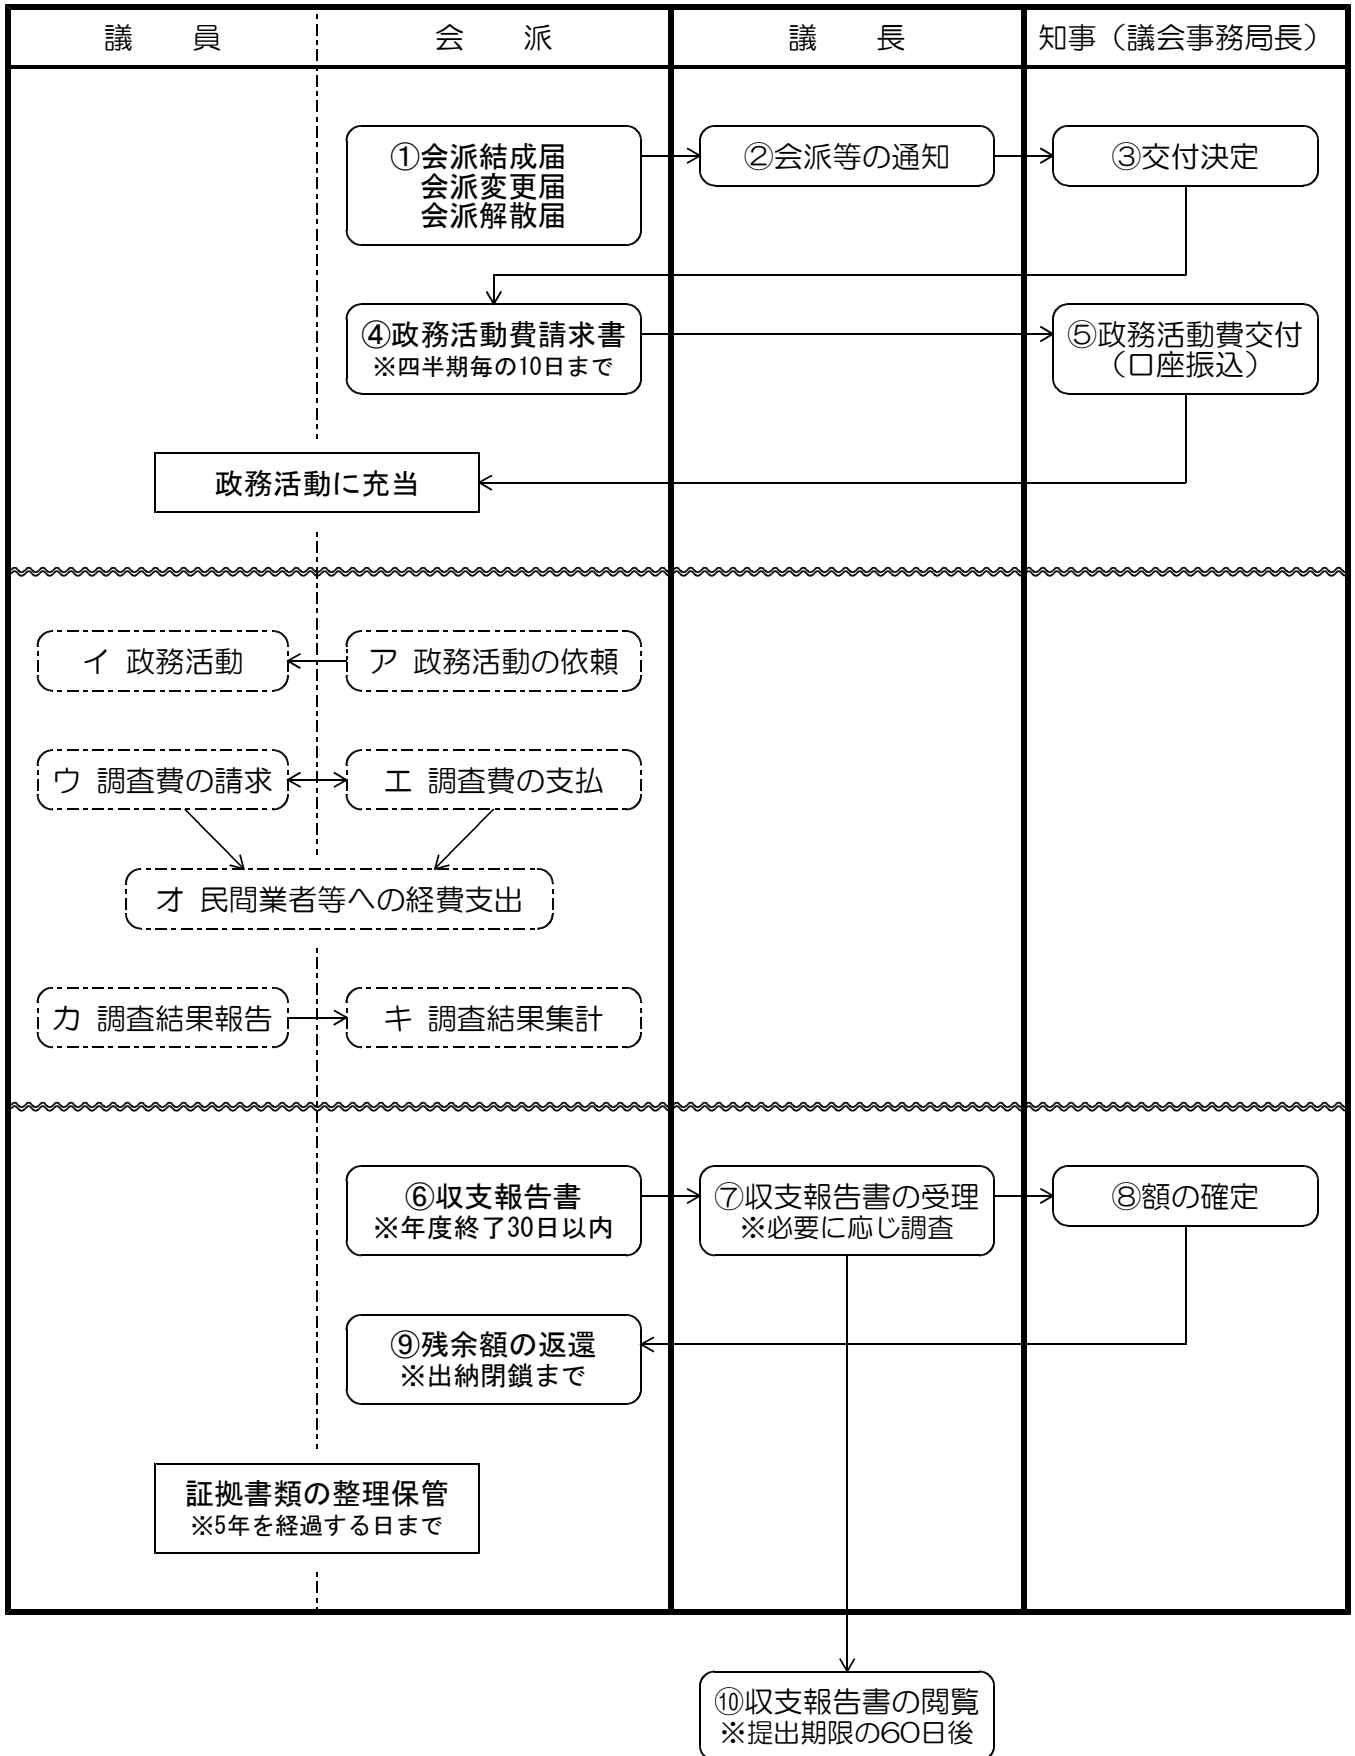 議　員
会　派
議　長
知事（議会事務局長）
①会派結成届
会派変更届
会派解散届
②会派等の通知
③交付決定
④政務活動費請求書
※四半期毎の10日まで
⑤政務活動費交付
（口座振込）
政務活動に充当
イ 政務活動
ア 政務活動の依頼
ウ 調査費の請求
エ 調査費の支払
オ 民間業者等への経費支出
カ 調査結果報告
キ 調査結果集計
⑥収支報告書
※年度終了30日以内
⑦収支報告書の受理
※必要に応じ調査
⑧額の確定
⑨残余額の返還
※出納閉鎖まで
証拠書類の整理保管
※5年を経過する日まで
⑩収支報告書の閲覧
※提出期限の60日後